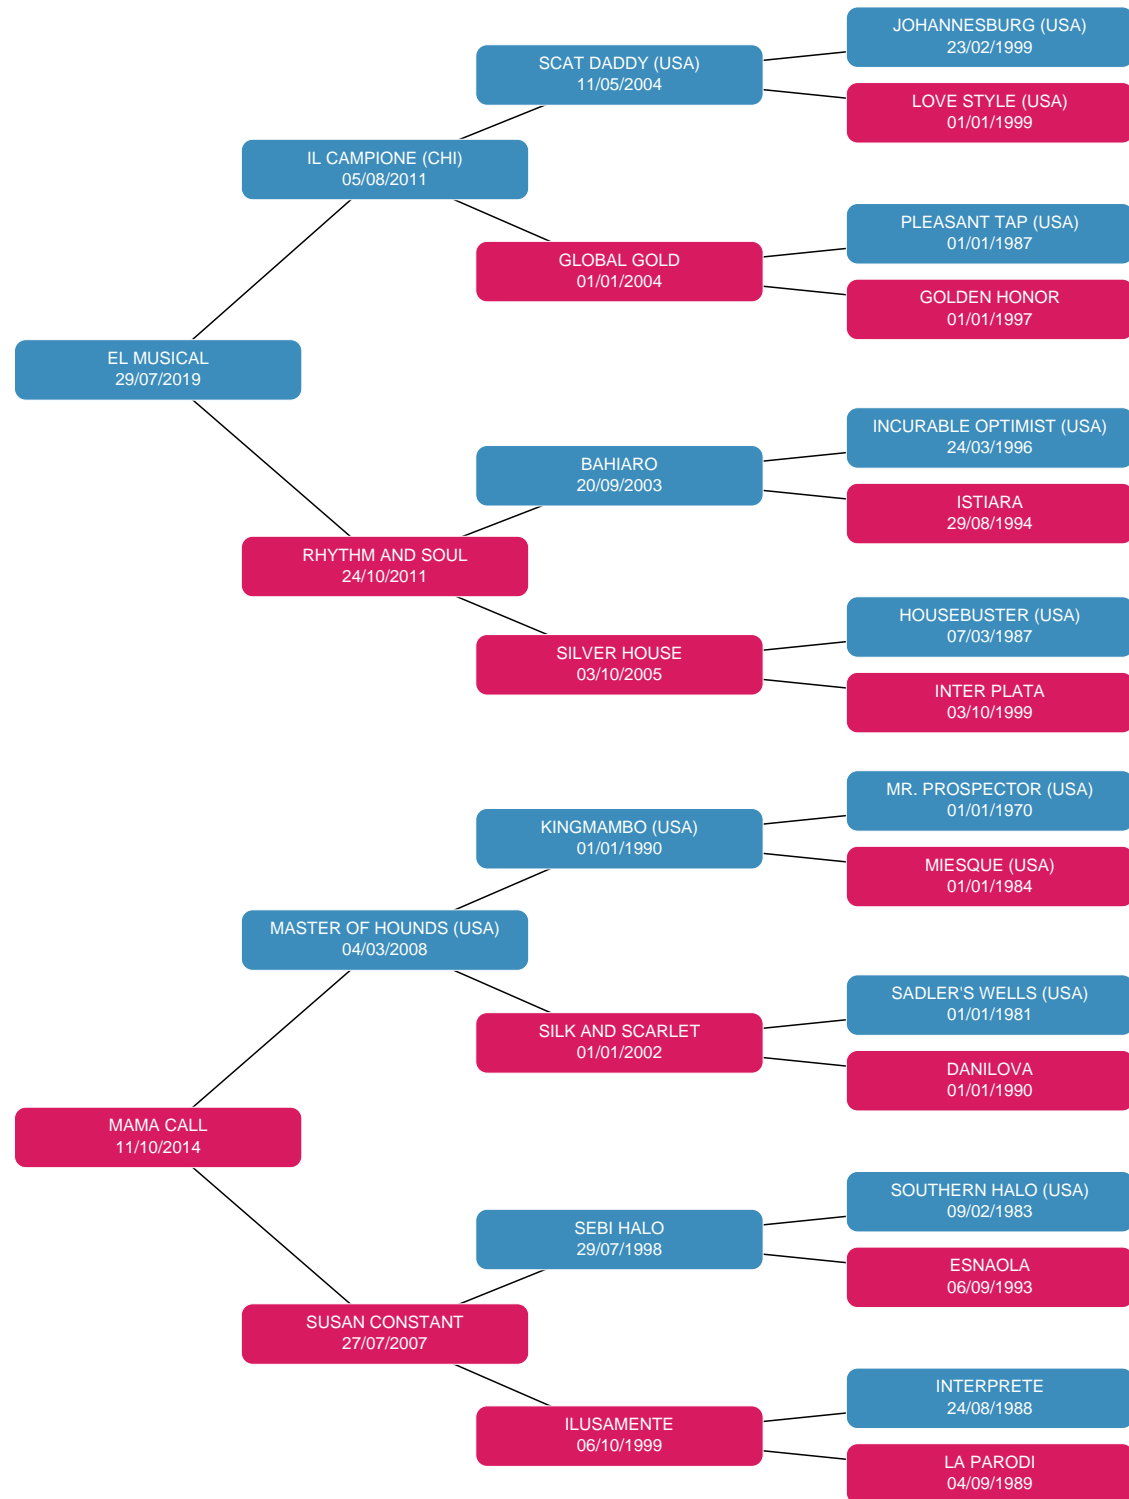 JOHANNESBURG (USA)
23/02/1999
SCAT DADDY (USA)
11/05/2004
LOVE STYLE (USA)
01/01/1999
IL CAMPIONE (CHI)
05/08/2011
PLEASANT TAP (USA)
01/01/1987
GLOBAL GOLD
01/01/2004
GOLDEN HONOR
01/01/1997
EL MUSICAL
29/07/2019
INCURABLE OPTIMIST (USA)
24/03/1996
BAHIARO
20/09/2003
ISTIARA
29/08/1994
RHYTHM AND SOUL
24/10/2011
HOUSEBUSTER (USA)
07/03/1987
SILVER HOUSE
03/10/2005
INTER PLATA
03/10/1999
MR. PROSPECTOR (USA)
01/01/1970
KINGMAMBO (USA)
01/01/1990
MIESQUE (USA)
01/01/1984
MASTER OF HOUNDS (USA)
04/03/2008
SADLER'S WELLS (USA)
01/01/1981
SILK AND SCARLET
01/01/2002
DANILOVA
01/01/1990
MAMA CALL
11/10/2014
SOUTHERN HALO (USA)
09/02/1983
SEBI HALO
29/07/1998
ESNAOLA
06/09/1993
SUSAN CONSTANT
27/07/2007
INTERPRETE
24/08/1988
ILUSAMENTE
06/10/1999
LA PARODI
04/09/1989